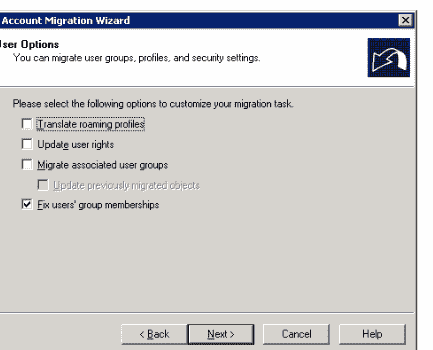 Account Migration Wizard
User Options
You can migrate user groups, profiles, and security settings.
Please select the following options to customize your migration task.
Translate roaming profiles
Update user rights
Migrate associated user groups
Update previously migrated objects
Fix users' group memberships
< Back
Next >
Cancel
Help